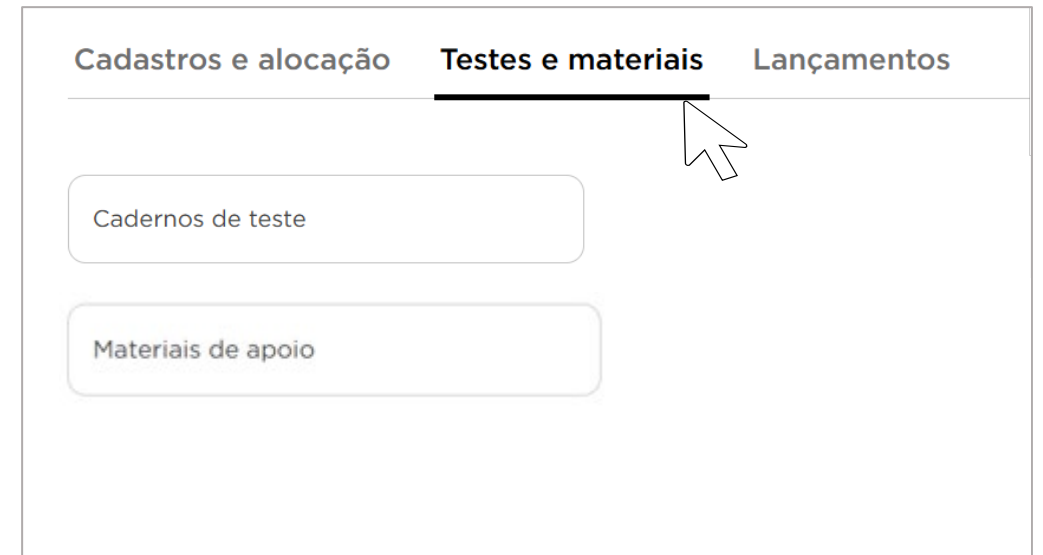 Cadastros e alocação Testes e materiais Lançamentos
Cadernos de teste
Materiais de apoio